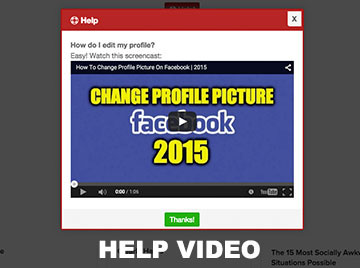 Help
X
How do I edit my profile?
Easy! Watch this screencast:
How To Change Profile Picture On Facebook | 2015
CHANGE PROFILE PICTURE
facebook
2015
0:00 / 1:06
YouTube
Thanks!
HELP VIDEO
The 15 Most Socially Awk
Situations Possible